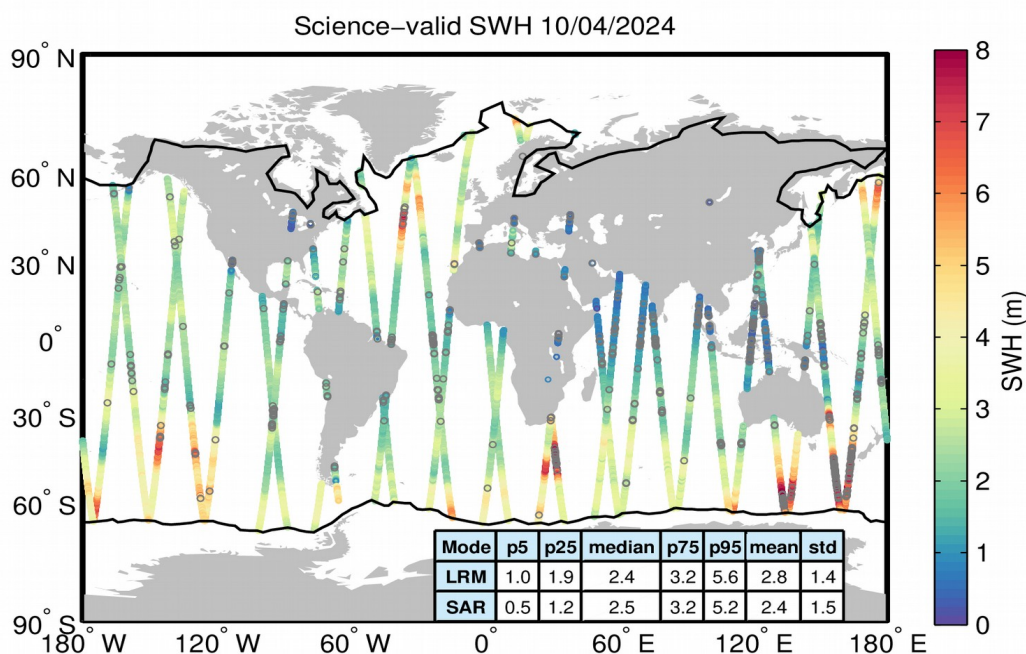 Science−valid SWH 10/04/2024
90° N
60° N
30° N
0°
30° S
60° S
90° S
180° W
120° W
60° W
0°
60° E
120° E
180° E
Mode p5 p25 median p75 p95 mean std
LRM 1.0 1.9 2.4 3.2 5.6 2.8 1.4
SAR 0.5 1.2 2.5 3.2 5.2 2.4 1.5
8
7
6
5
4
3
2
1
0
SWH (m)